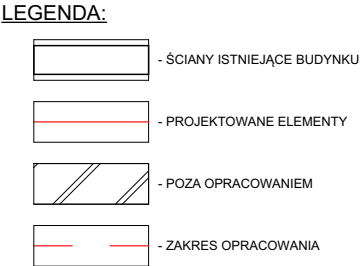 LEGENDA:
- ŚCIANY ISTNIEJĄCE BUDYNKU
- PROJEKTOWANE ELEMENTY
- POZA OPRACOWANIEM
- ZAKRES OPRACOWANIA